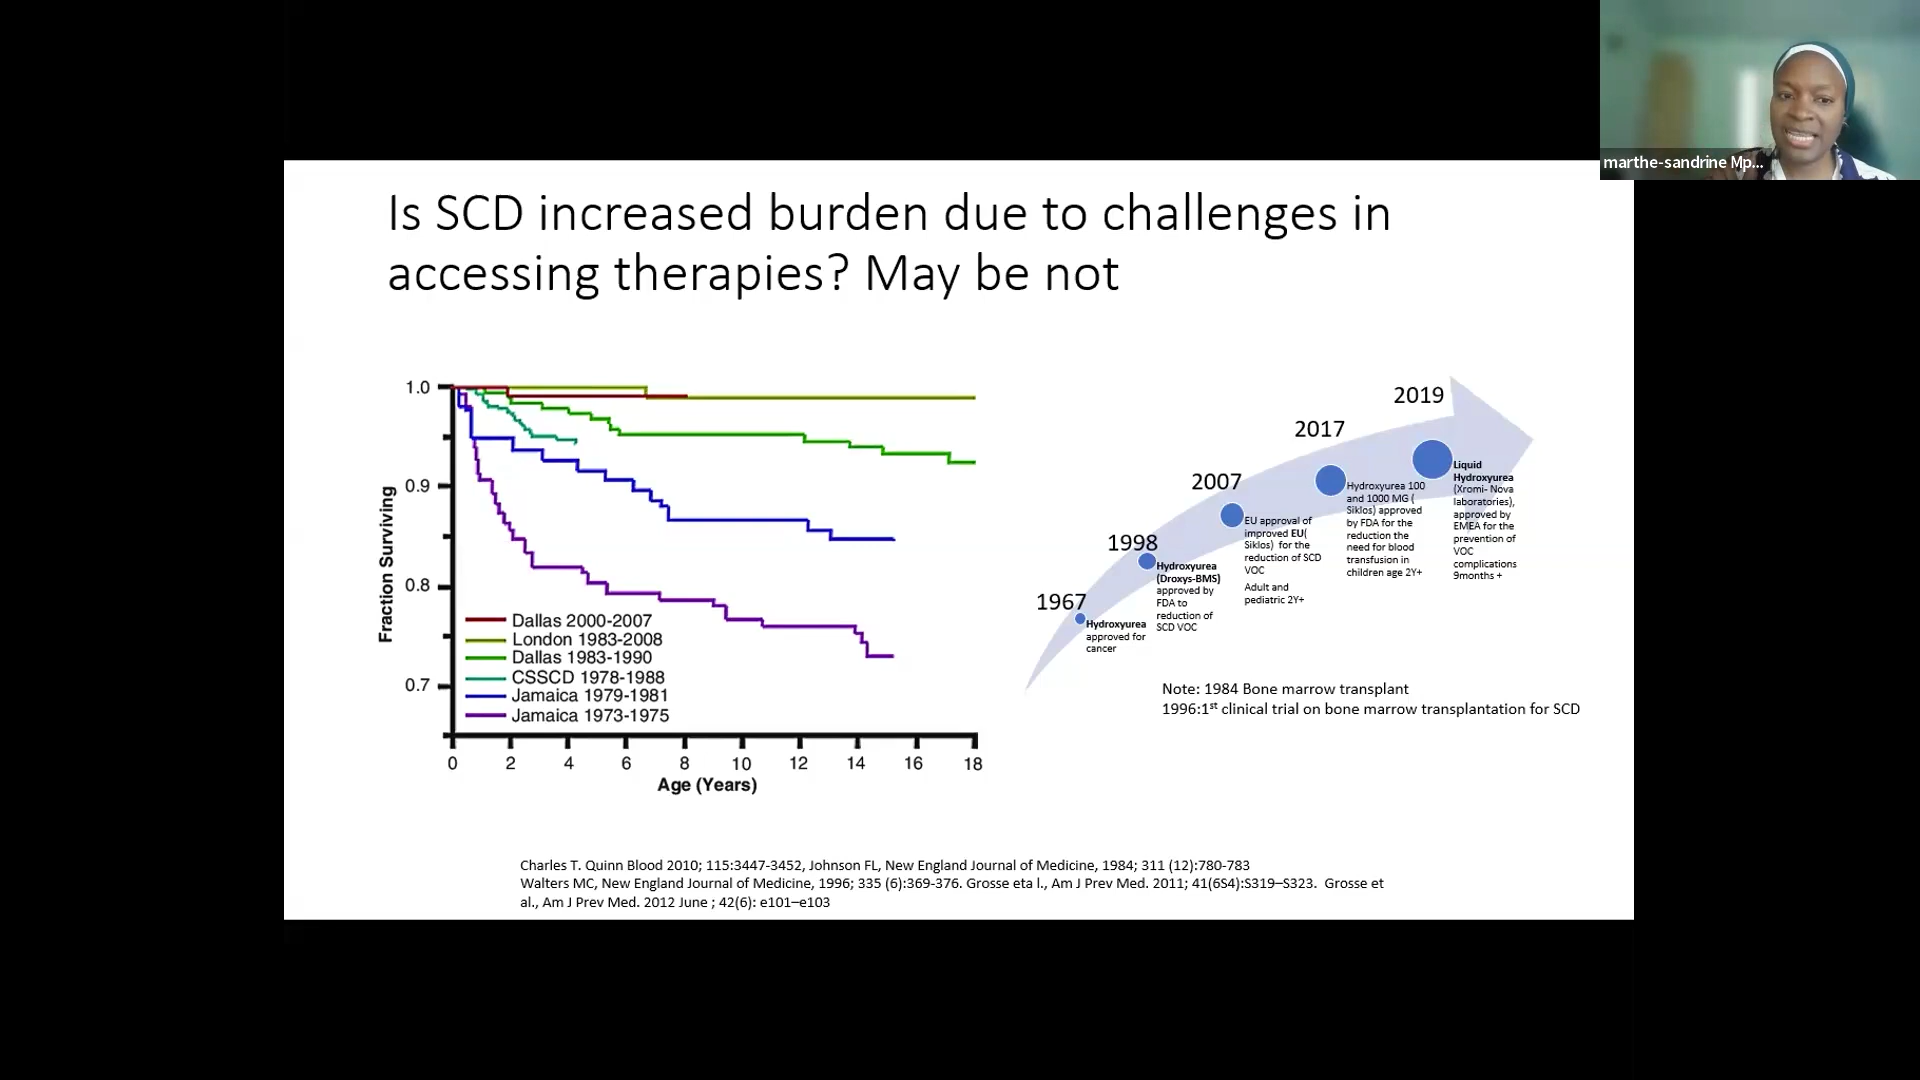 marthe-sandrine Mp...
Is SCD increased burden due to challenges in
accessing therapies? May be not
Fraction Surviving
1.0
0.9
0.8
0.7
Dallas 2000-2007
London 1983-2008
Dallas 1983-1990
CSSCD 1978-1988
Jamaica 1979-1981
Jamaica 1973-1975
0 2 4 6 8 10 12 14 16 18
Age (Years)
1967
Hydroxyurea
approved for
cancer
1998
Hydroxyurea
(Droxys-BMS)
approved by
FDA to
reduction of
SCD VOC
2007
EU approval of
improved EU(
Siklos) for the
reduction of SCD
VOC
Adult and
pediatric 2Y+
2017
Hydroxyurea 100
and 1000 MG (
Siklos) approved
by FDA for the
reduction the
need for blood
transfusion in
children age 2Y+
2019
Liquid
Hydroxyurea
(Xromi- Nova
laboratories),
approved by
EMEA for the
prevention of
VOC
complications
9months +
Note: 1984 Bone marrow transplant
1996:1st clinical trial on bone marrow transplantation for SCD
Charles T. Quinn Blood 2010; 115:3447-3452, Johnson FL, New England Journal of Medicine, 1984; 311 (12):780-783
Walters MC, New England Journal of Medicine, 1996; 335 (6):369-376. Grosse eta l., Am J Prev Med. 2011; 41(6S4):S319–S323. Grosse et
al., Am J Prev Med. 2012 June ; 42(6): e101–e103